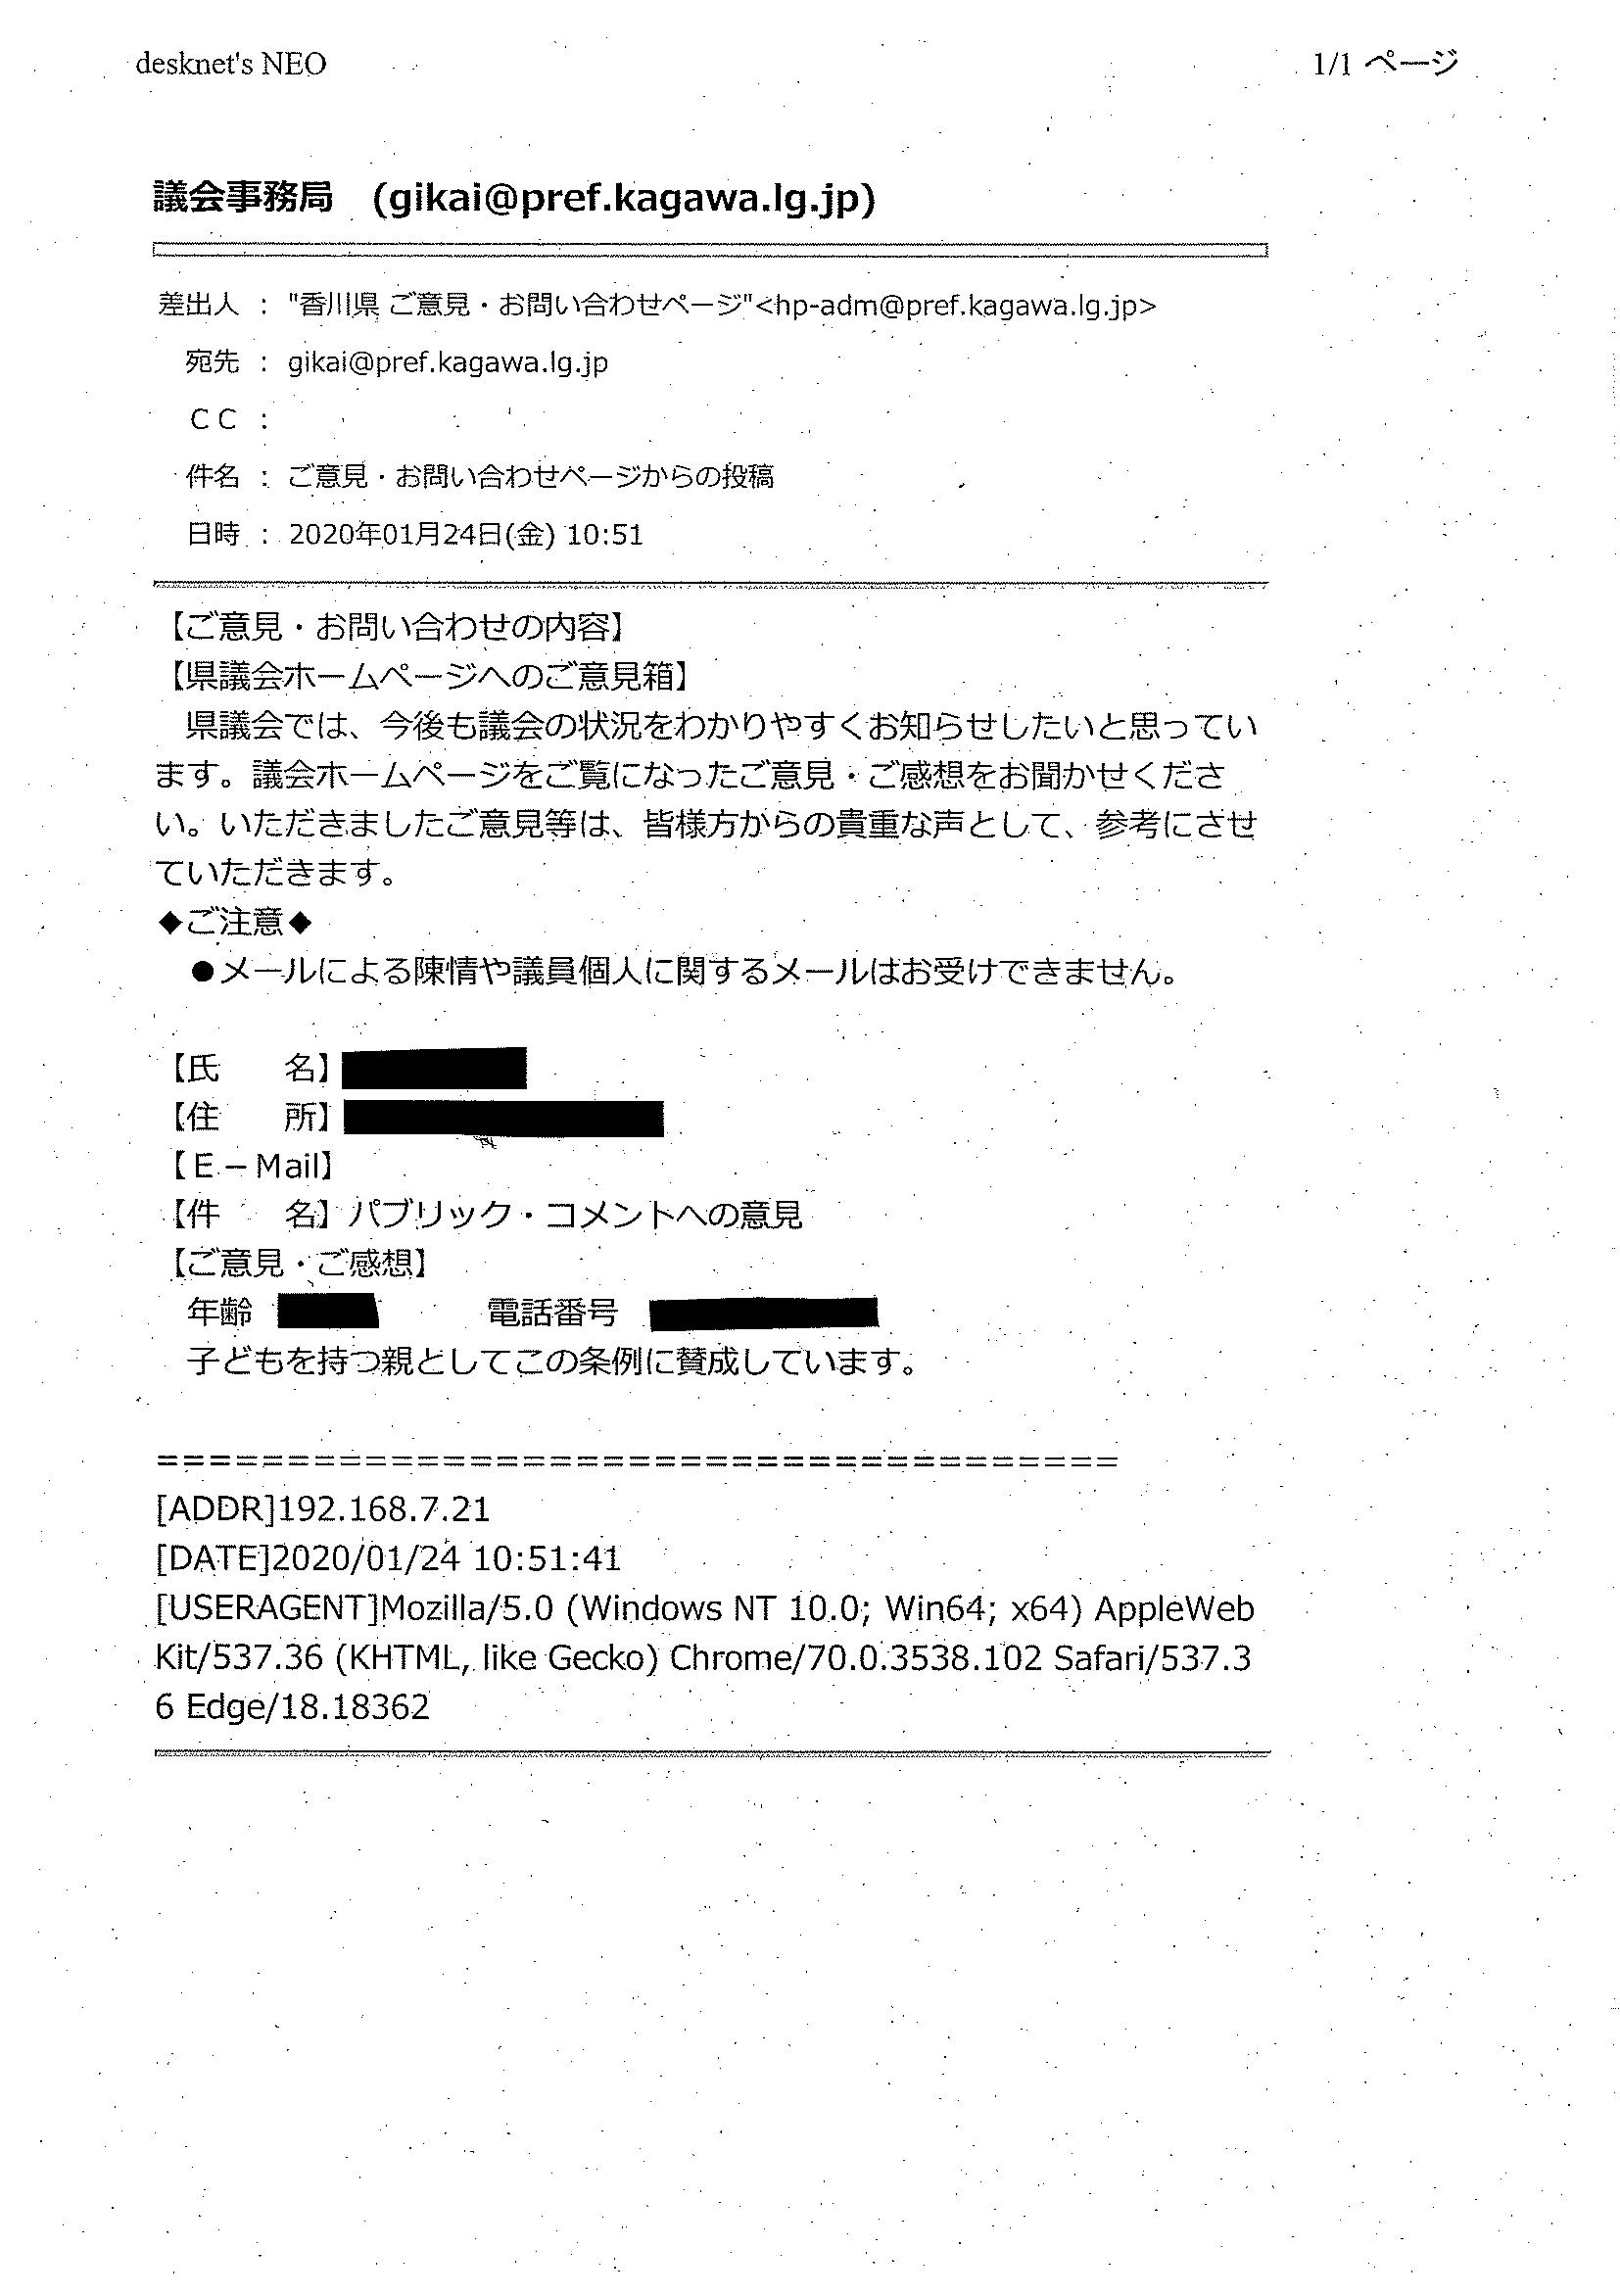 desknet's NEO
1/1 ページ
議会事務局　(gikai@pref.kagawa.lg.jp)
差出人 ： "香川県 ご意見・お問い合わせページ"<hp-adm@pref.kagawa.lg.jp>
宛先 ： gikai@pref.kagawa.lg.jp
ＣＣ ：
件名 ： ご意見・お問い合わせページからの投稿
日時 ： 2020年01月24日(金) 10:51
【ご意見・お問い合わせの内容】
【県議会ホームページへのご意見箱】
　県議会では、今後も議会の状況をわかりやすくお知らせしたいと思ってい
ます。議会ホームページをご覧になったご意見・ご感想をお聞かせくださ
い。いただきましたご意見等は、皆様方からの貴重な声として、参考にさせ
ていただきます。
◆ご注意◆
　●メールによる陳情や議員個人に関するメールはお受けできません。
【氏　　名】
【住　　所】
【Ｅ－Mail】
【件　　名】パブリック・コメントへの意見
【ご意見・ご感想】
　年齢　　　　　　　電話番号
　子どもを持つ親としてこの条例に賛成しています。
=====================================
[ADDR]192.168.7.21
[DATE]2020/01/24 10:51:41
[USERAGENT]Mozilla/5.0 (Windows NT 10.0; Win64; x64) AppleWeb
Kit/537.36 (KHTML, like Gecko) Chrome/70.0.3538.102 Safari/537.3
6 Edge/18.18362